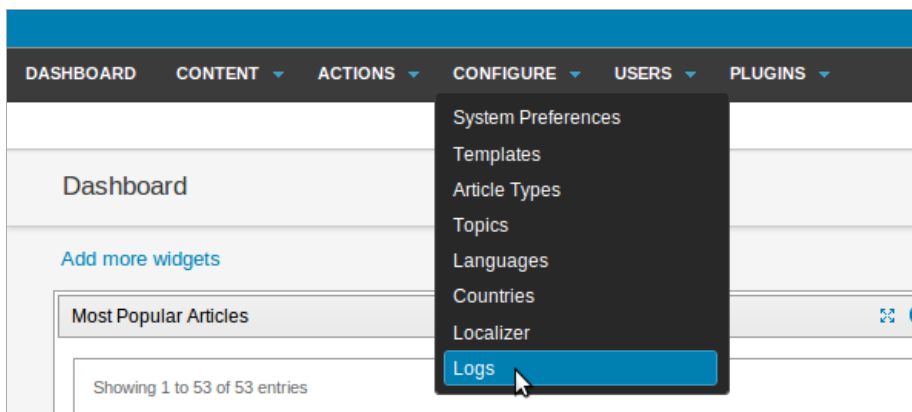 DASHBOARD CONTENT ACTIONS CONFIGURE USERS PLUGINS
System Preferences
Templates
Article Types
Topics
Languages
Countries
Localizer
Logs
Dashboard
Add more widgets
Most Popular Articles
Showing 1 to 53 of 53 entries